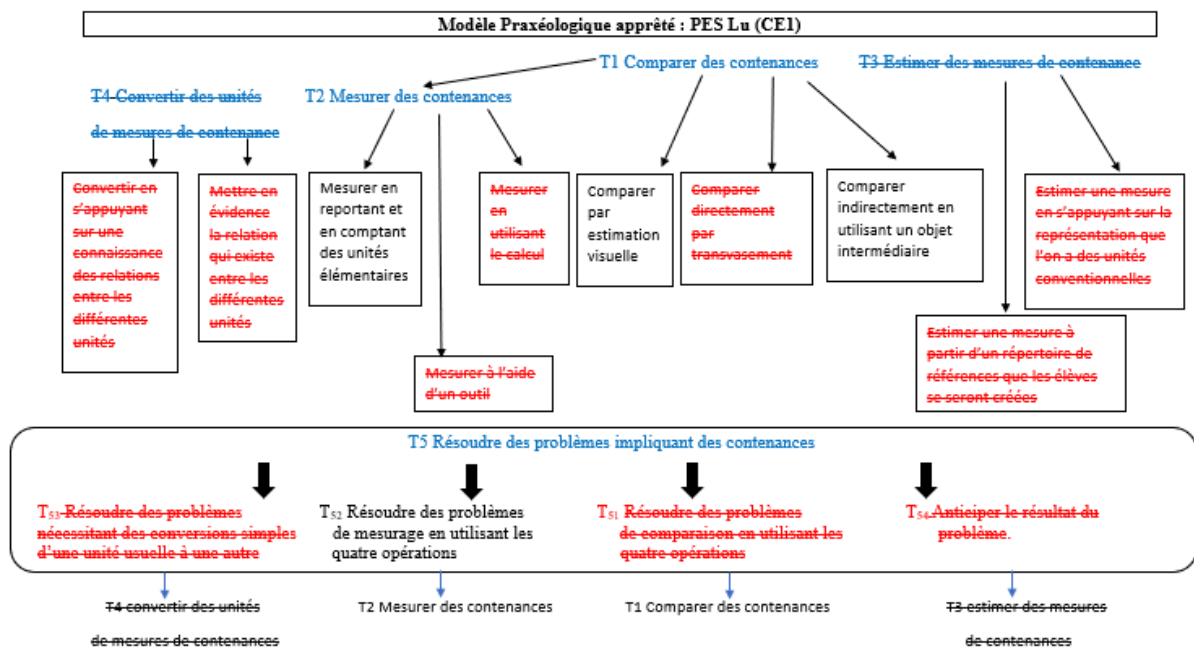 Modèle Praxéologique apprêté : PES Lu (CE1)
T1 Comparer des contenances
T3 Estimer des mesures de contenance
T4 Convertir des unités
de mesures de contenance
T2 Mesurer des contenances
Convertir en
s'appuyant
sur une
connaissance
des relations
entre les
différentes
unités
Mettre en
évidence
la relation
qui existe
entre les
différentes
unités
Mesurer en
reportant et
en comptant
des unités
élémentaires
Mesurer
en
utilisant
le calcul
Comparer
par
estimation
visuelle
Comparer
directement
par
transvasement
Comparer
indirectement en
utilisant un objet
intermédiaire
Estimer une mesure
en s'appuyant sur la
représentation que
l'on a des unités
conventionnelles
Mesurer à l'aide
d'un outil
Estimer une mesure à
partir d'un répertoire de
références que les élèves
se seront créées
T5 Résoudre des problèmes impliquant des contenances
T53 Résoudre des problèmes
nécessitant des conversions simples
d'une unité usuelle à une autre
T52 Résoudre des problèmes
de mesurage en utilisant les
quatre opérations
T51 Résoudre des problèmes
de comparaison en utilisant les
quatre opérations
T54 Anticiper le résultat du
problème.
T4 convertir des unités
de mesures de contenances
T2 Mesurer des contenances
T1 Comparer des contenances
T3 estimer des mesures
de contenances